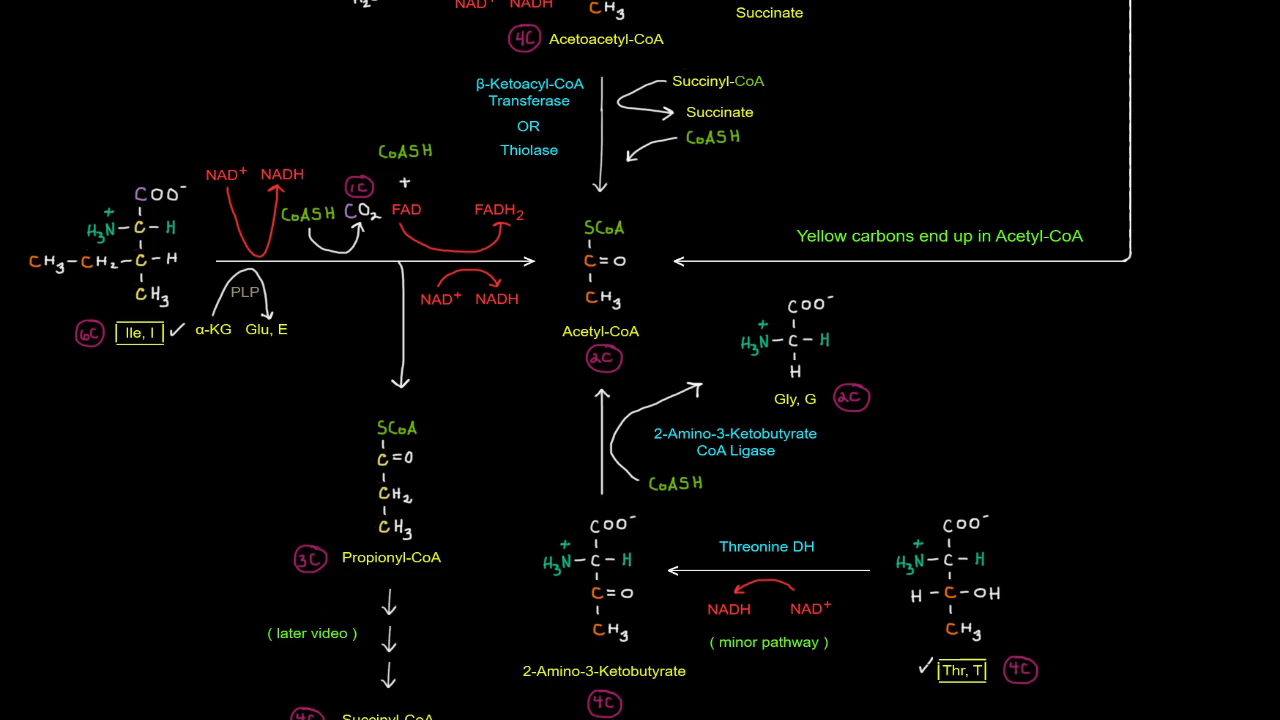 NAD⁺ NADH
CH₃
Succinate
4C Acetoacetyl-CoA
β-Ketoacyl-CoA
Transferase
OR
Thiolase
Succinyl-CoA
Succinate
CoASH
CoASH
+
NAD⁺ NADH
1C
CoASH CO₂ FAD FADH₂
COO⁻
+
H₃N-C-H
CH₃-CH₂-C-H
CH₃
PLP
NAD⁺ NADH
6C Ile, I ✓ α-KG Glu, E
SCoA
C=O
CH₃
Acetyl-CoA
2C
Yellow carbons end up in Acetyl-CoA
COO⁻
+
H₃N-C-H
H
Gly, G 2C
2-Amino-3-Ketobutyrate
CoA Ligase
CoASH
SCoA
C=O
CH₂
CH₃
3C Propionyl-CoA
( later video )
4C Succinyl-CoA
COO⁻
+
H₃N-C-H
C=O
CH₃
2-Amino-3-Ketobutyrate
4C
Threonine DH
NADH NAD⁺
( minor pathway )
COO⁻
+
H₃N-C-H
H-C-OH
CH₃
✓ Thr, T 4C